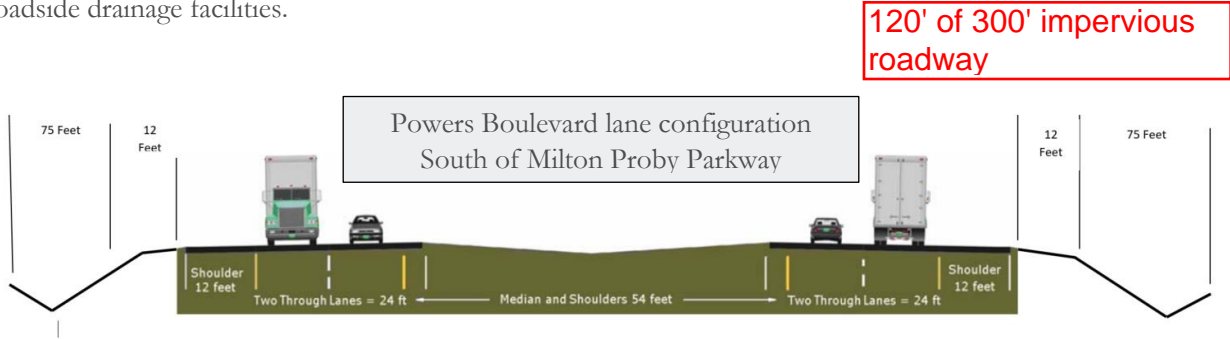 oadside drainage facilities.
120' of 300' impervious
roadway
75 Feet
12
Feet
Powers Boulevard lane configuration
South of Milton Proby Parkway
12
Feet
75 Feet
Shoulder
12 feet
Two Through Lanes = 24 ft
Median and Shoulders 54 feet
Two Through Lanes = 24 ft
Shoulder
12 feet